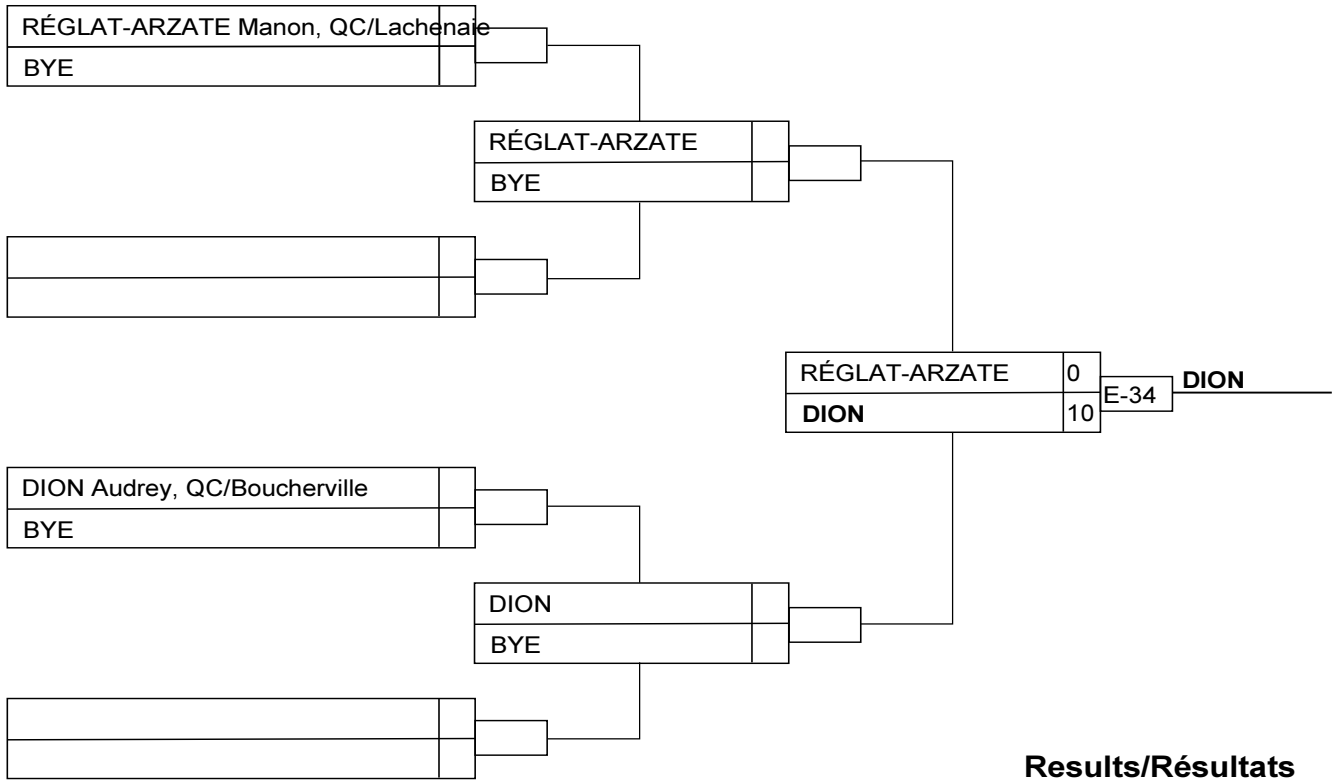 RÉGLAT-ARZATE Manon, QC/Lachenaie
BYE
RÉGLAT-ARZATE
BYE
RÉGLAT-ARZATE 0
DION 10
E-34
DION
DION Audrey, QC/Boucherville
BYE
DION
BYE
Results/Résultats